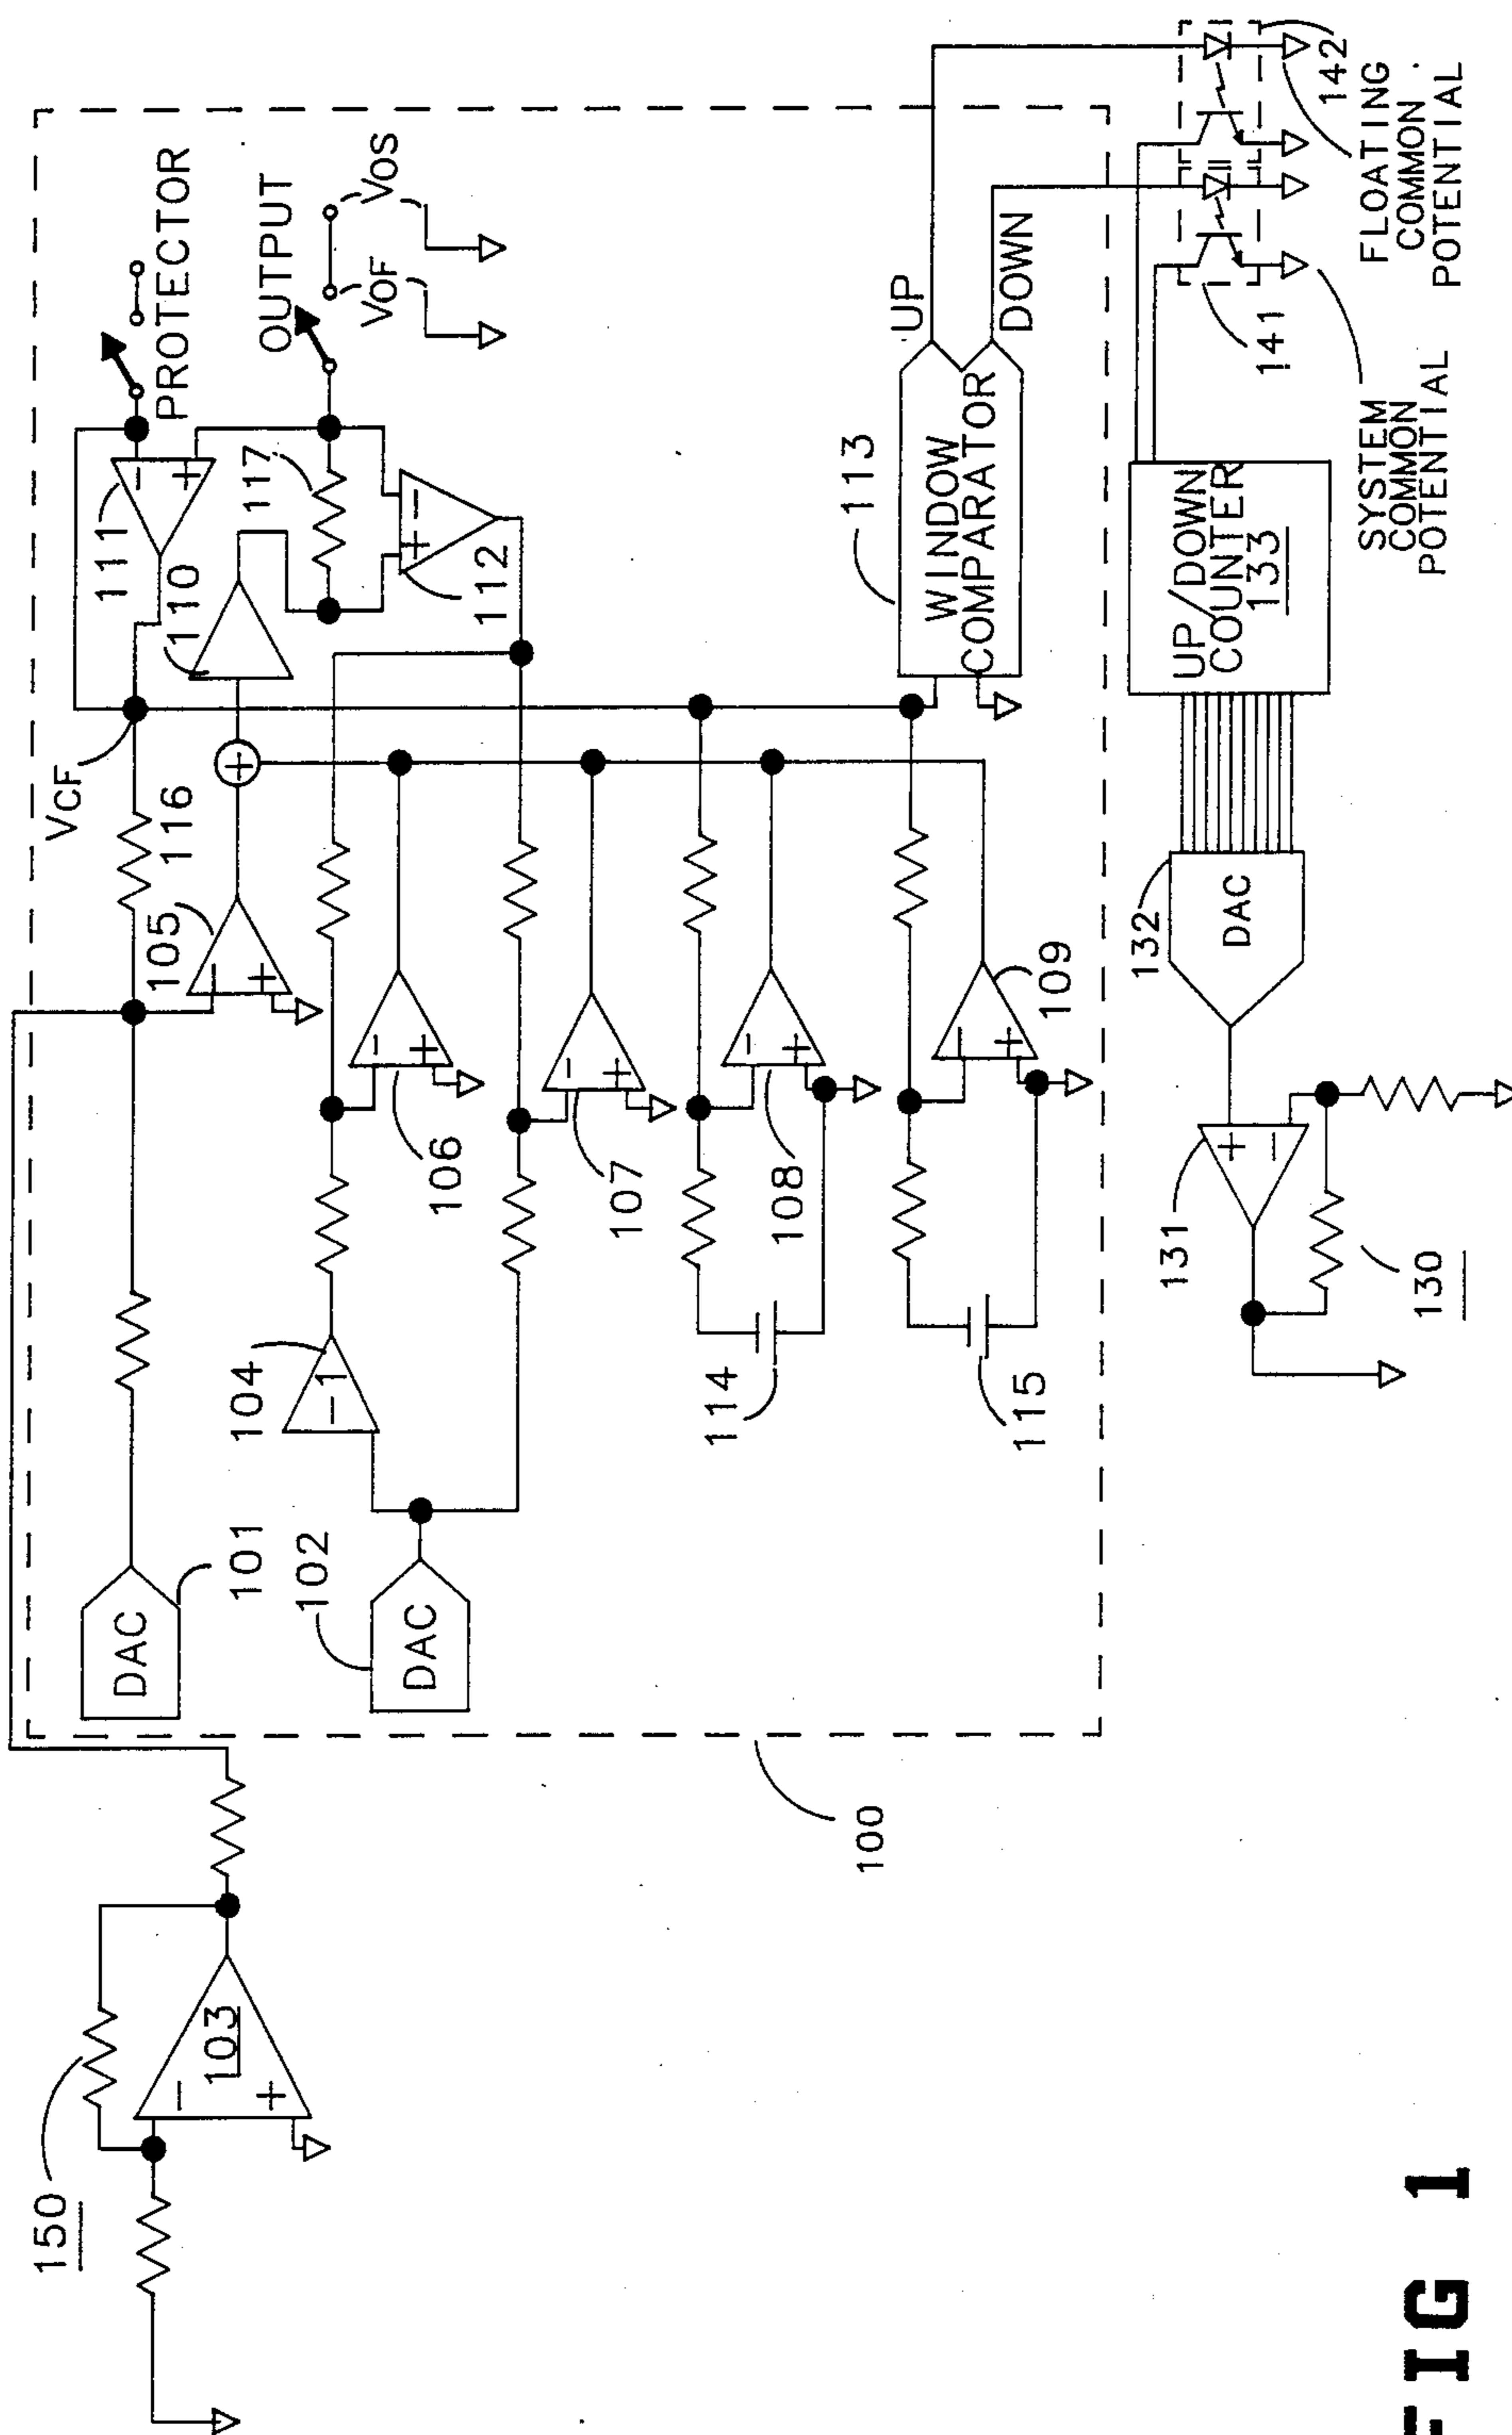 150
103
100
DAC
101
DAC
102
104
-1
105
116
VCF
106
107
108
109
114
115
110
111
112
117
PROTECTOR
OUTPUT
VOF
VOS
113
WINDOW
COMPARATOR
UP
DOWN
141
142
FLOATING
COMMON
POTENTIAL
SYSTEM
COMMON
POTENTIAL
UP/DOWN
COUNTER
133
132
DAC
131
130
FIG 1